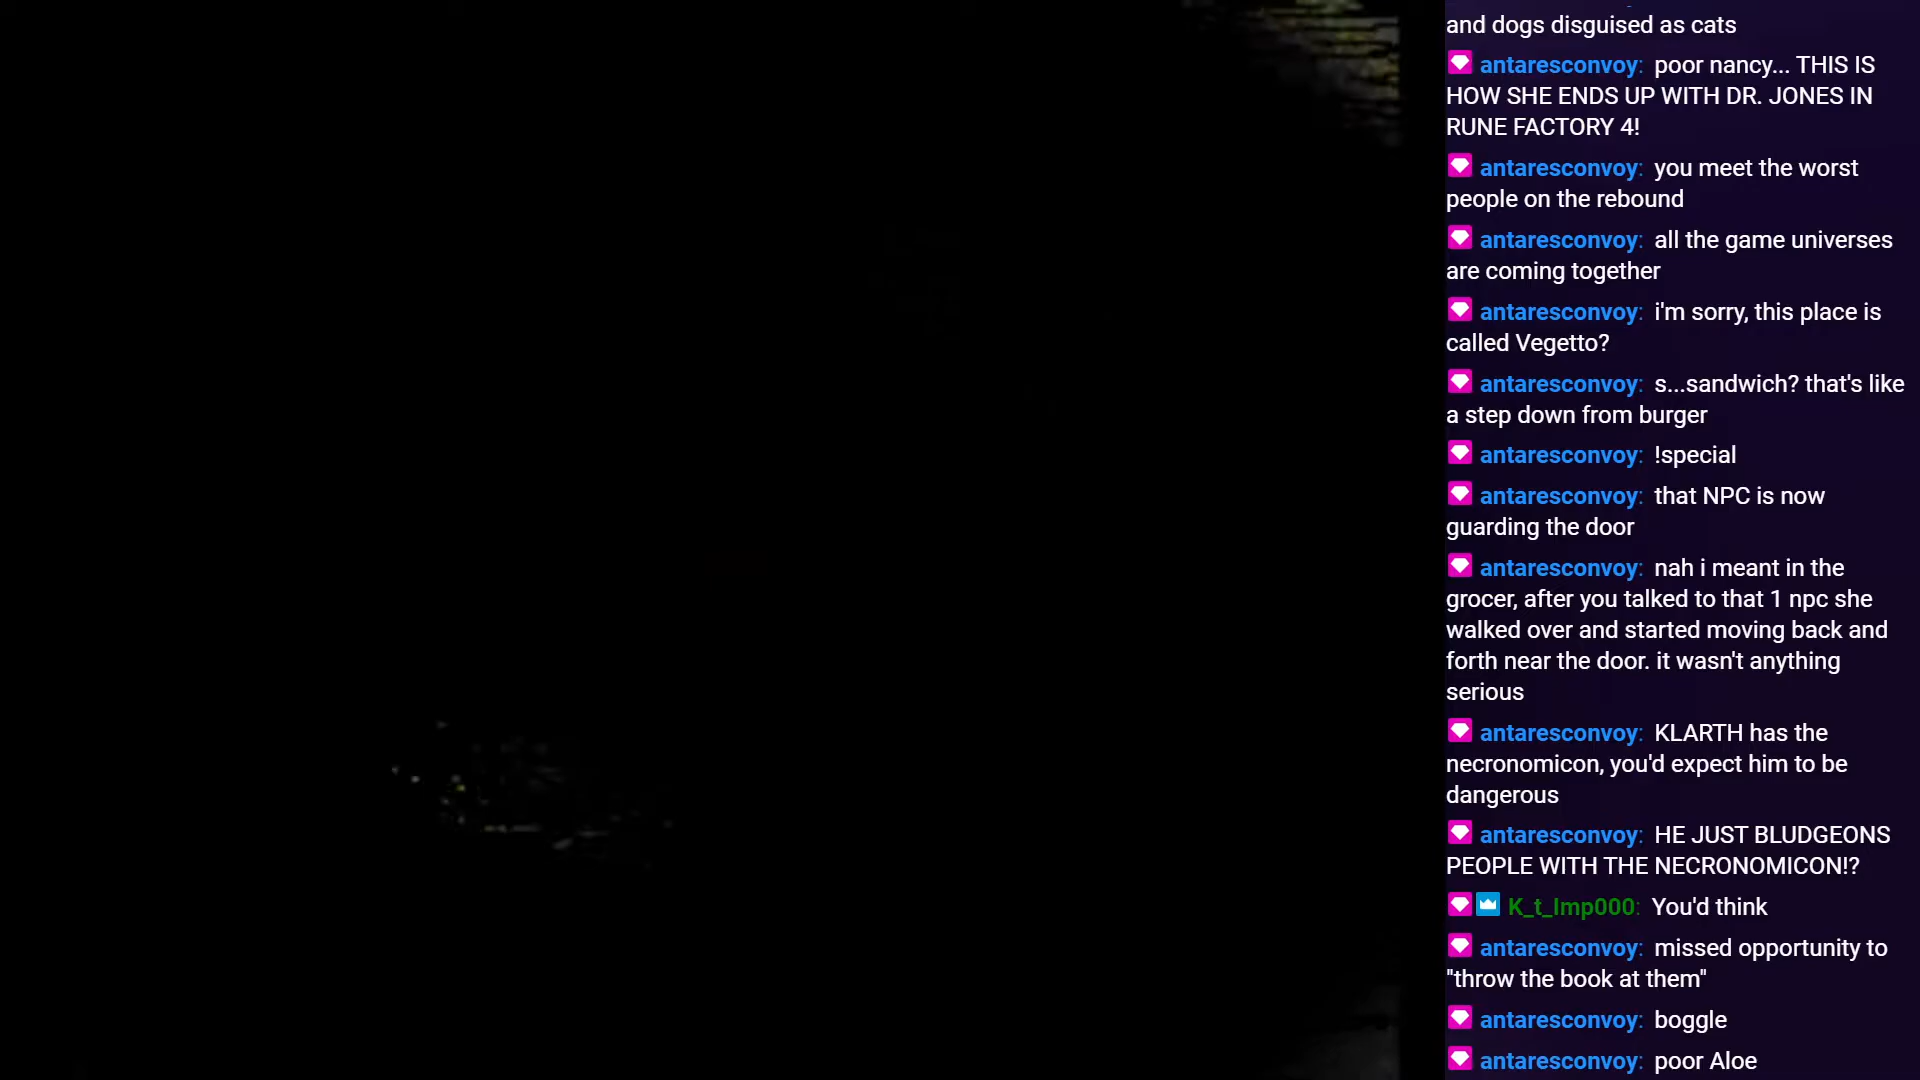 and dogs disguised as cats
antaresconvoy: poor nancy... THIS IS
HOW SHE ENDS UP WITH DR. JONES IN
RUNE FACTORY 4!
antaresconvoy: you meet the worst
people on the rebound
antaresconvoy: all the game universes
are coming together
antaresconvoy: i'm sorry, this place is
called Vegetto?
antaresconvoy: s...sandwich? that's like
a step down from burger
antaresconvoy: !special
antaresconvoy: that NPC is now
guarding the door
antaresconvoy: nah i meant in the
grocer, after you talked to that 1 npc she
walked over and started moving back and
forth near the door. it wasn't anything
serious
antaresconvoy: KLARTH has the
necronomicon, you'd expect him to be
dangerous
antaresconvoy: HE JUST BLUDGEONS
PEOPLE WITH THE NECRONOMICON!?
K_t_Imp000: You'd think
antaresconvoy: missed opportunity to
"throw the book at them"
antaresconvoy: boggle
antaresconvoy: poor Aloe